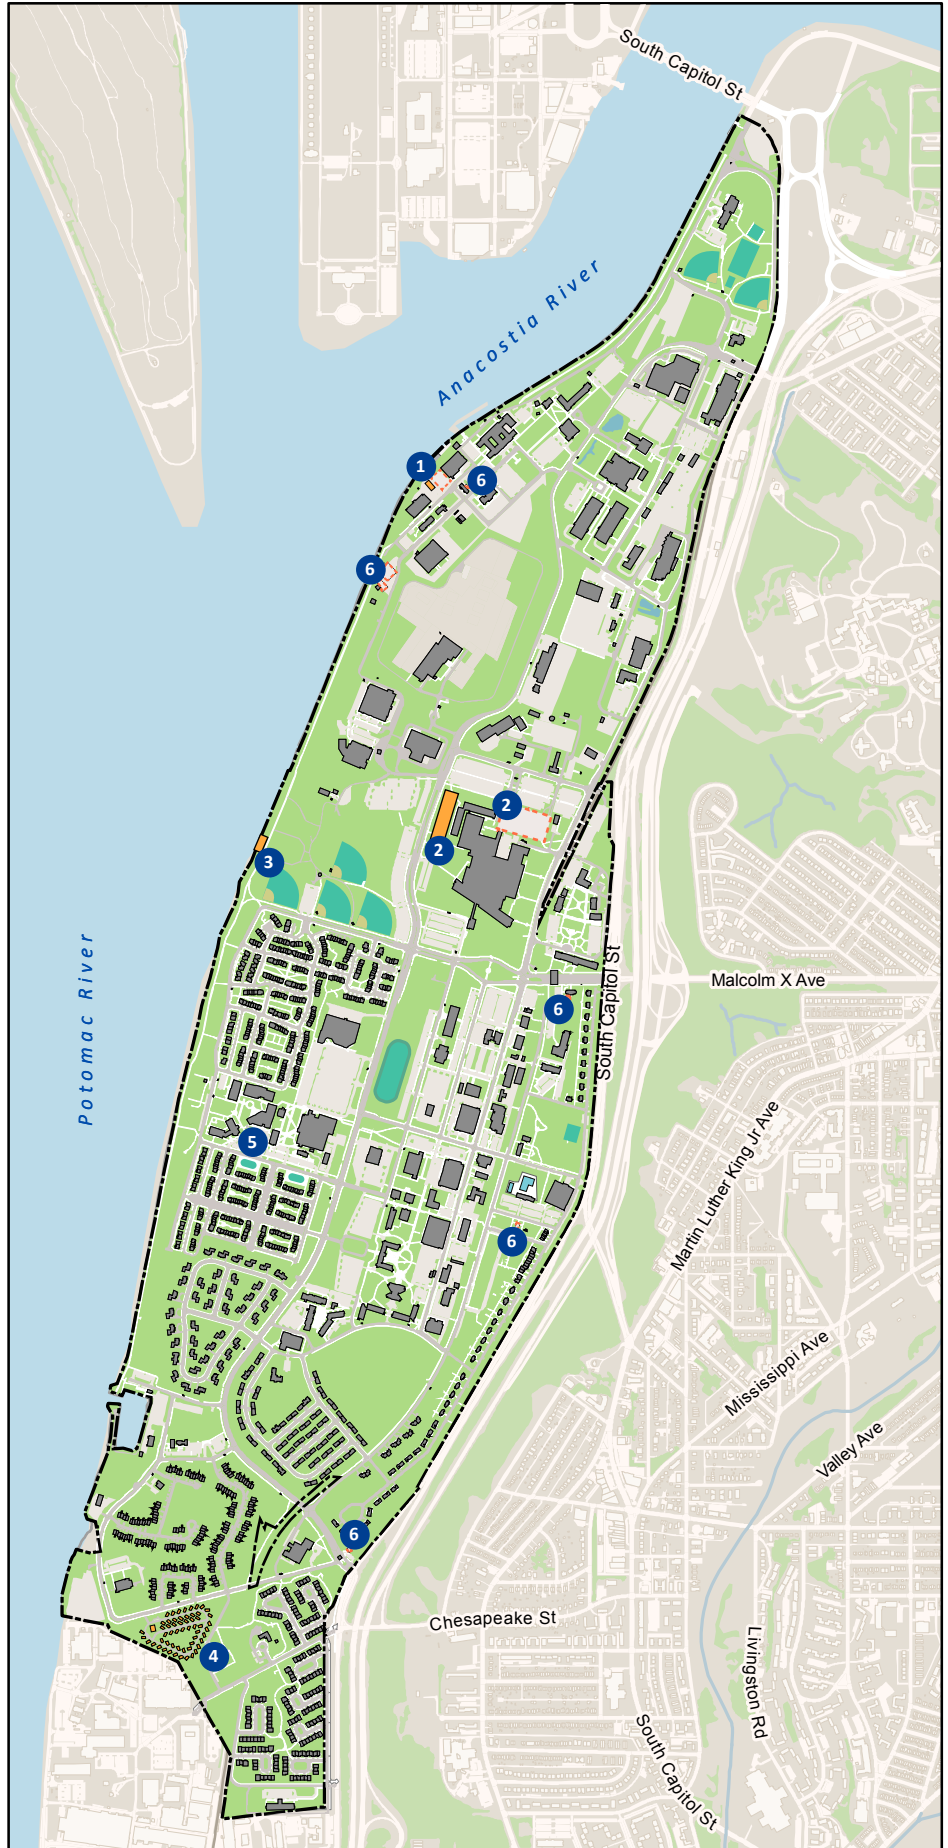 South Capitol St
Anacostia River
1
6
6
2
2
3
Potomac River
Malcolm X Ave
South Capitol St
6
Martin Luther King Jr Ave
5
6
Mississippi Ave
Valley Ave
6
Chesapeake St
4
Livingston Rd
South Capitol St